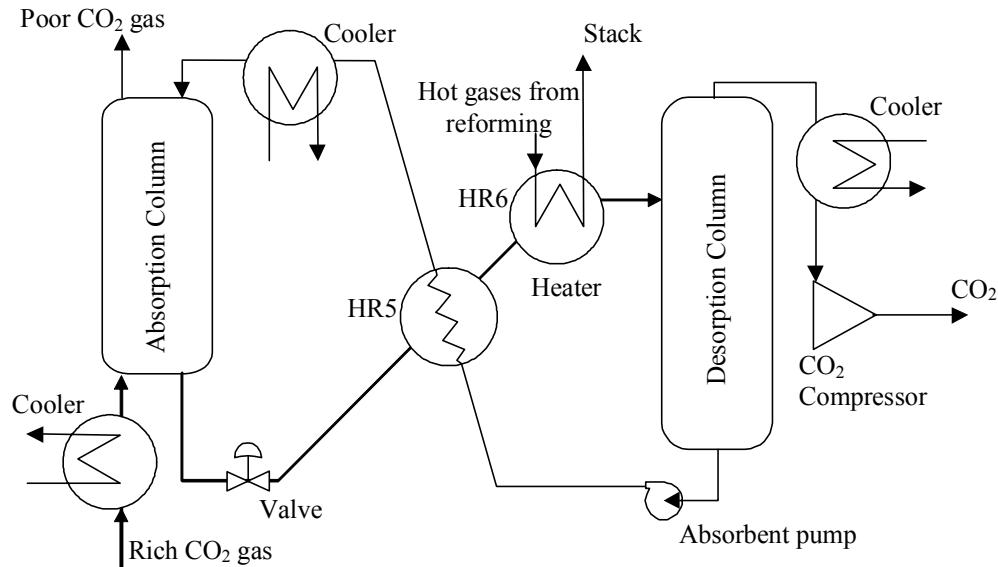 Poor CO₂ gas
Cooler
Stack
Hot gases from
reforming
Cooler
Absorption Column
HR6
Desorption Column
Heater
HR5
CO₂
CO₂
Compressor
Cooler
Valve
Absorbent pump
Rich CO₂ gas